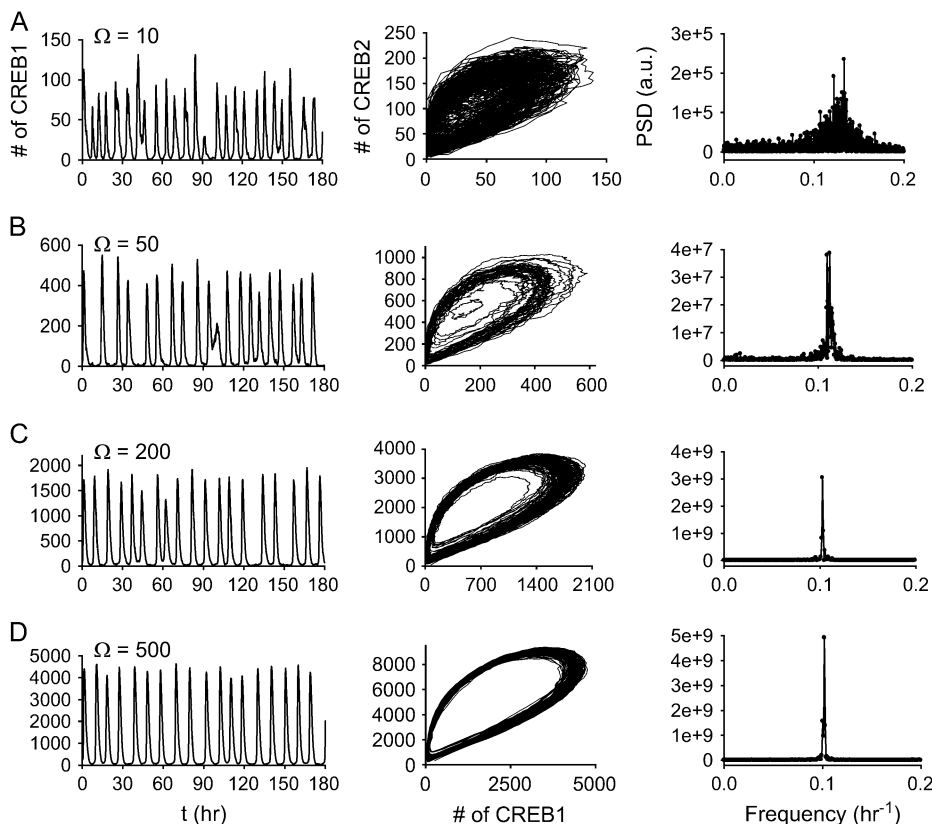 A
Ω = 10
# of CREB1
150
100
50
0
0 30 60 90 120 150 180
# of CREB2
250
200
150
100
50
0
0 50 100 150
PSD (a.u.)
3e+5
2e+5
1e+5
0
0.0 0.1 0.2
B
Ω = 50
600
400
200
0
0 30 60 90 120 150 180
1000
800
600
400
200
0
0 200 400 600
4e+7
3e+7
2e+7
1e+7
0
0.0 0.1 0.2
C
Ω = 200
2000
1500
1000
500
0
0 30 60 90 120 150 180
4000
3000
2000
1000
0
0 700 1400 2100
4e+9
3e+9
2e+9
1e+9
0
0.0 0.1 0.2
D
Ω = 500
5000
4000
3000
2000
1000
0
0 30 60 90 120 150 180
t (hr)
8000
6000
4000
2000
0
0 2500 5000
# of CREB1
5e+9
4e+9
3e+9
2e+9
1e+9
0
0.0 0.1 0.2
Frequency (hr⁻¹)